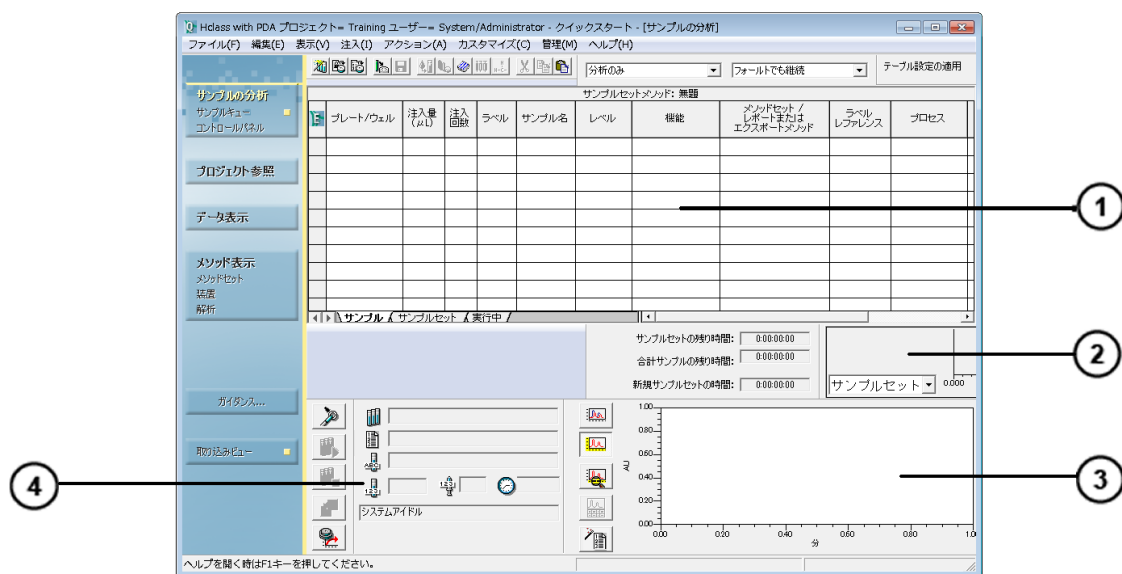 Hclass with PDA プロジェクト= Training ユーザー= System/Administrator - クイックスタート - [サンプルの分析]
ファイル(F) 編集(E) 表示(V) 注入(I) アクション(A) カスタマイズ(C) 管理(M) ヘルプ(H)
分析のみ
フォールトでも継続
テーブル設定の適用
サンプルの分析
サンプルキュー
コントロールパネル
プロジェクト参照
データ表示
メソッド表示
メソッドセット
装置
解析
ガイダンス...
取り込みビュー
サンプルセットメソッド: 無題
プレート/ウェル
注入量
(μL)
注入
回数
ラベル
サンプル名
レベル
機能
メソッドセット /
レポートまたは
エクスポートメソッド
ラベル
レファレンス
プロセス
1
サンプル
サンプルセット
実行中
サンプルセットの残り時間: 0:00:00:00
合計サンプルの残り時間: 0:00:00:00
新規サンプルセットの時間: 0:00:00:00
サンプルセット
0.000
2
システムアイドル
4
AU
1.00
0.80
0.60
0.40
0.20
0.00
0.00 0.20 0.40 0.60 0.80 1.0
分
3
ヘルプを開く時はF1キーを押してください。